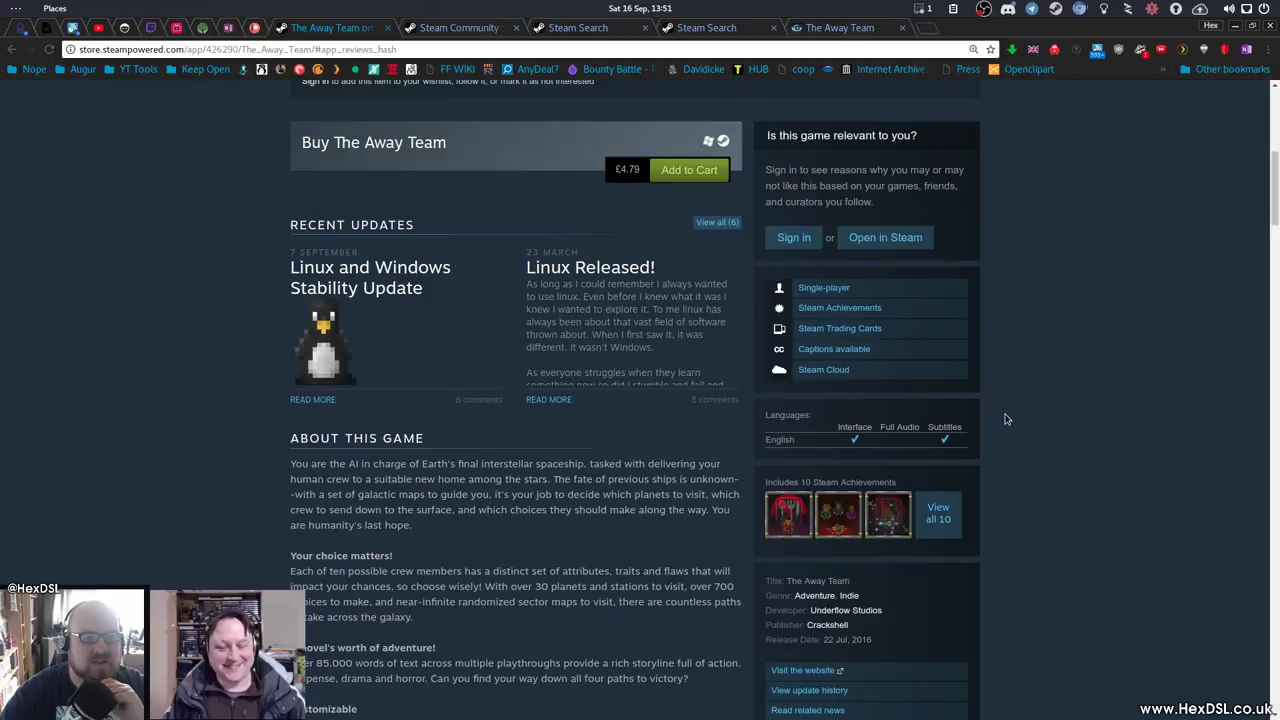 Places
Sat 16 Sep, 13:51
1
Hex
The Away Team on
Steam Community :
Steam Search
Steam Search
The Away Team
store.steampowered.com/app/426290/The_Away_Team/#app_reviews_hash
Nope
Augur
YT Tools
Keep Open
FF WIKI
AnyDeal?
Bounty Battle -
DavidIcke
HUB
coop
Internet Archive.
Press
Openclipart
Other bookmarks
Sign in to add this item to your wishlist, follow it, or mark it as not interested
Buy The Away Team
£4.79
Add to Cart
RECENT UPDATES
View all (6)
7 SEPTEMBER
Linux and Windows
Stability Update
READ MORE
6 comments
23 MARCH
Linux Released!
As long as I could remember I always wanted
to use linux. Even before I knew what it was I
knew I wanted to explore it. To me linux has
always been about that vast field of software
thrown about. When I first saw it. It was
different. It wasn't Windows.
As everyone struggles when they learn
something new so did I stumble and fall and
READ MORE
8 comments
ABOUT THIS GAME
You are the AI in charge of Earth's final interstellar spaceship, tasked with delivering your
human crew to a suitable new home among the stars. The fate of previous ships is unknown-
-with a set of galactic maps to guide you, it's your job to decide which planets to visit, which
crew to send down to the surface, and which choices they should make along the way. You
are humanity's last hope.
Your choice matters!
Each of ten possible crew members has a distinct set of attributes, traits and flaws that will
impact your chances, so choose wisely! With over 30 planets and stations to visit, over 700
oices to make, and near-infinite randomized sector maps to visit, there are countless paths
take across the galaxy.
novel's worth of adventure!
er 85,000 words of text across multiple playthroughs provide a rich storyline full of action,
spense, drama and horror. Can you find your way down all four paths to victory?
stomizable
Is this game relevant to you?
Sign in to see reasons why you may or may
not like this based on your games, friends,
and curators you follow.
Sign in or Open in Steam
Single-player
Steam Achievements
Steam Trading Cards
cc Captions available
Steam Cloud
Languages:
Interface Full Audio Subtitles
English ✔ ✔
Includes 10 Steam Achievements
View
all 10
Title: The Away Team
Genre: Adventure, Indie
Developer: Underflow Studios
Publisher: Crackshell
Release Date: 22 Jul, 2016
Visit the website
View update history
Read related news
@HexDSL
www.HexDSL.co.uk